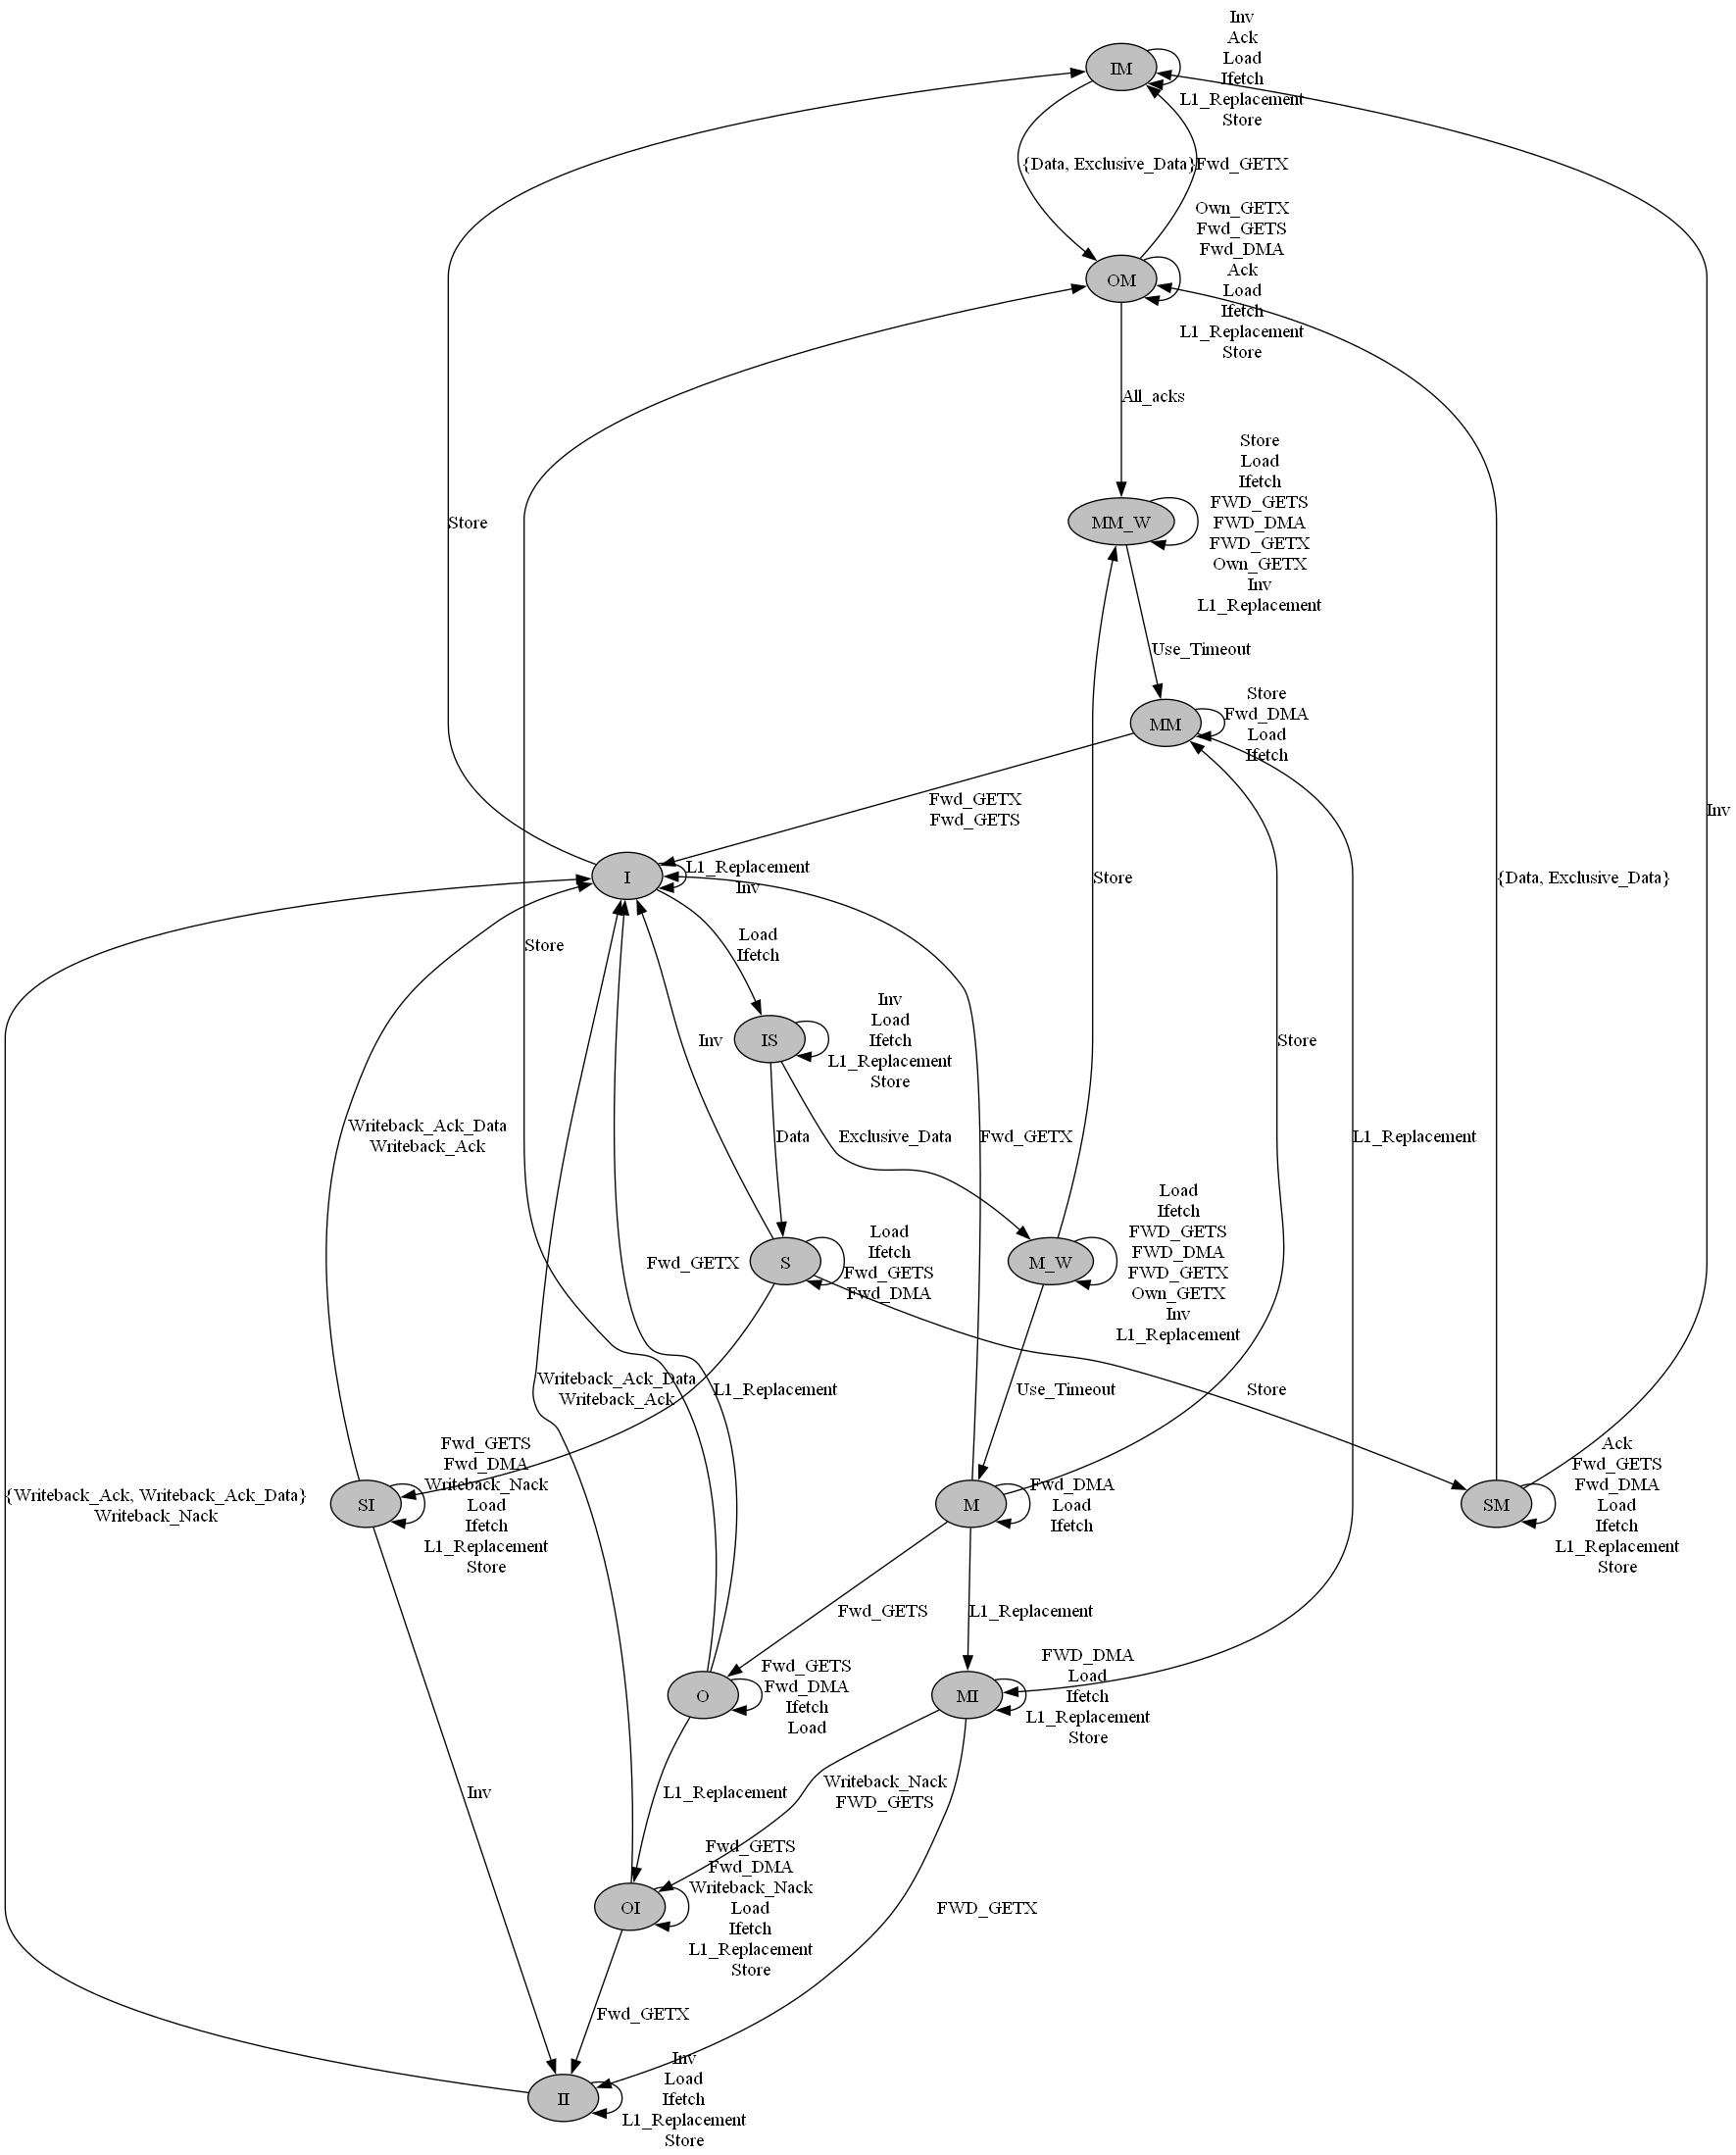 Inv
Ack
Load
Ifetch
L1_Replacement
Store
IM
{Data, Exclusive_Data}
Fwd_GETX
Own_GETX
Fwd_GETS
Fwd_DMA
Ack
Load
Ifetch
L1_Replacement
Store
OM
All_acks
Store
Load
Ifetch
FWD_GETS
FWD_DMA
FWD_GETX
Own_GETX
Inv
L1_Replacement
MM_W
Store
Use_Timeout
Store
Fwd_DMA
Load
Ifetch
MM
Fwd_GETX
Fwd_GETS
Inv
I
L1_Replacement
Inv
Store
{Data, Exclusive_Data}
Store
Load
Ifetch
Inv
Load
Ifetch
L1_Replacement
Store
IS
Inv
Store
Writeback_Ack_Data
Writeback_Ack
Data
Exclusive_Data
Fwd_GETX
L1_Replacement
Load
Ifetch
FWD_GETS
FWD_DMA
FWD_GETX
Own_GETX
Inv
L1_Replacement
Fwd_GETX
S
Load
Ifetch
Fwd_GETS
Fwd_DMA
M_W
Writeback_Ack_Data
Writeback_Ack
L1_Replacement
Use_Timeout
Store
{Writeback_Ack, Writeback_Ack_Data}
Writeback_Nack
SI
Fwd_GETS
Fwd_DMA
Writeback_Nack
Load
Ifetch
L1_Replacement
Store
M
Fwd_DMA
Load
Ifetch
SM
Ack
Fwd_GETS
Fwd_DMA
Load
Ifetch
L1_Replacement
Store
Fwd_GETS
L1_Replacement
O
Fwd_GETS
Fwd_DMA
Ifetch
Load
MI
FWD_DMA
Load
Ifetch
L1_Replacement
Store
Inv
L1_Replacement
Writeback_Nack
FWD_GETS
OI
Fwd_GETS
Fwd_DMA
Writeback_Nack
Load
Ifetch
L1_Replacement
Store
FWD_GETX
Fwd_GETX
II
Inv
Load
Ifetch
L1_Replacement
Store